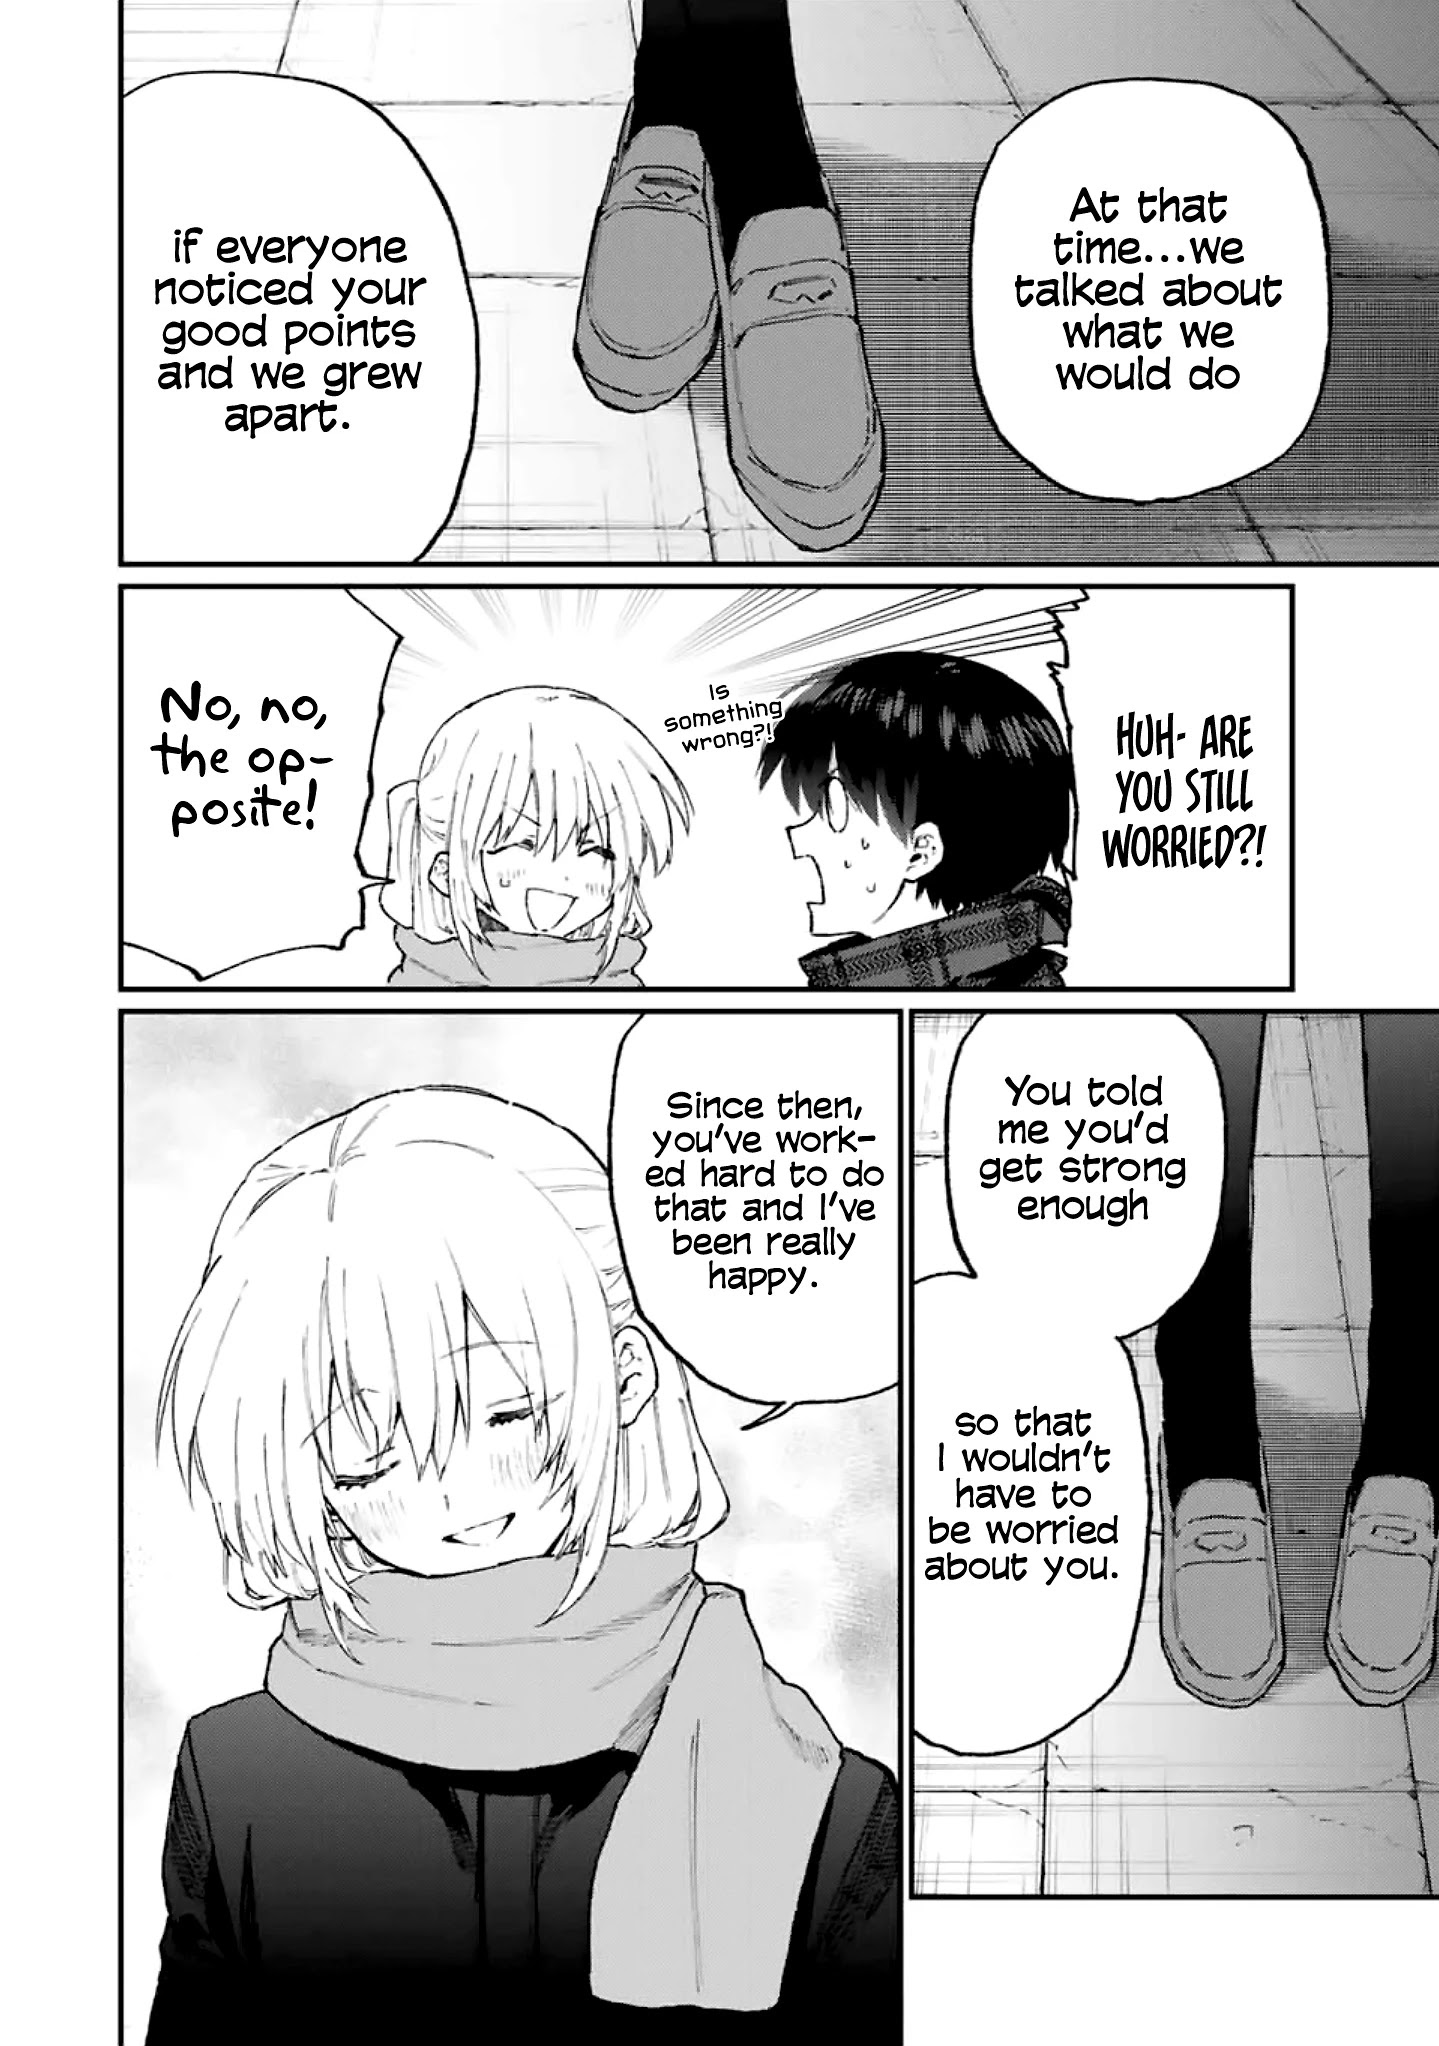 At that
time...we
talked about
what we
would do
if everyone
noticed your
good points
and we grew
apart.
HUH- ARE
YOU STILL
WORRIED?!
Is
something
wrong?!
No, no,
the op-
posite!
You told
me you'd
get strong
enough
so that
I wouldn't
have to
be worried
about you.
Since then,
you've work-
ed hard to do
that and I've
been really
happy.